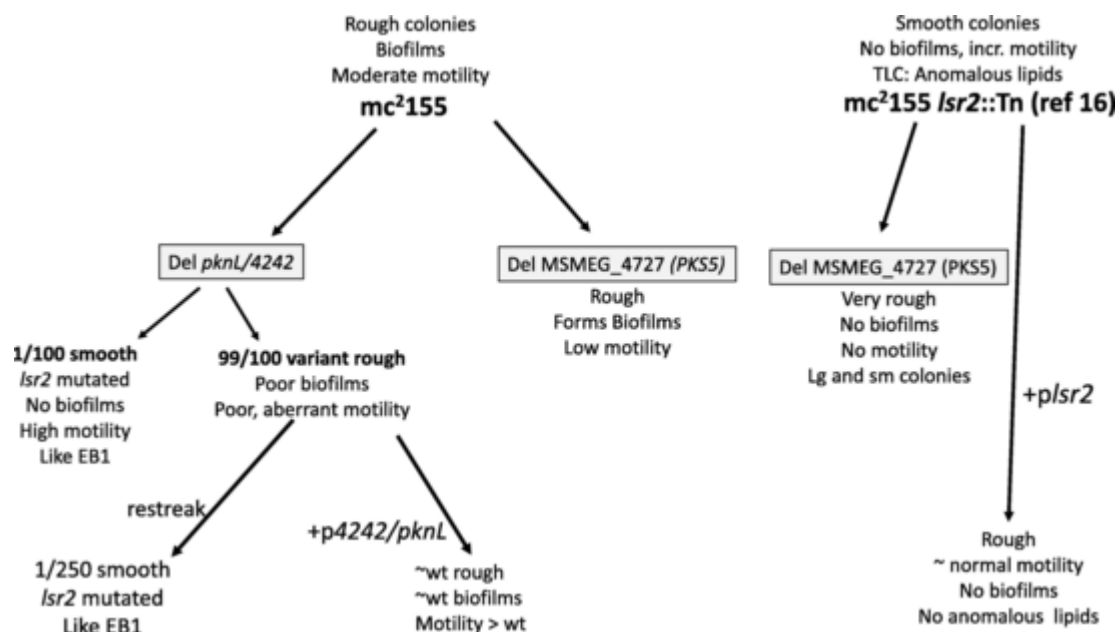 Rough colonies
Biofilms
Moderate motility
mc²155
Smooth colonies
No biofilms, incr. motility
TLC: Anomalous lipids
mc²155 lsr2::Tn (ref 16)
Del pknL/4242
Del MSMEG_4727 (PKS5)
Rough
Forms Biofilms
Low motility
Del MSMEG_4727 (PKS5)
Very rough
No biofilms
No motility
Lg and sm colonies
1/100 smooth
lsr2 mutated
No biofilms
High motility
Like EB1
99/100 variant rough
Poor biofilms
Poor, aberrant motility
+plsr2
restreak
+p4242/pknL
1/250 smooth
lsr2 mutated
Like EB1
~wt rough
~wt biofilms
Motility > wt
Rough
~ normal motility
No biofilms
No anomalous lipids